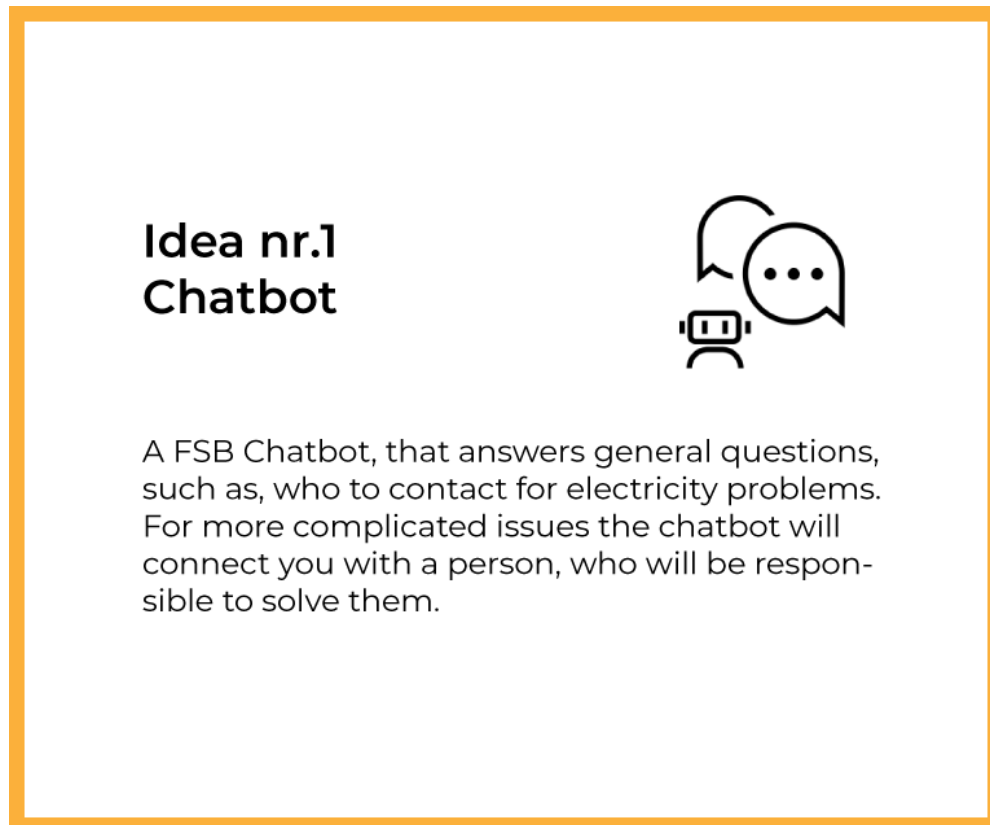 Idea nr.1
Chatbot
A FSB Chatbot, that answers general questions,
such as, who to contact for electricity problems.
For more complicated issues the chatbot will
connect you with a person, who will be respon-
sible to solve them.